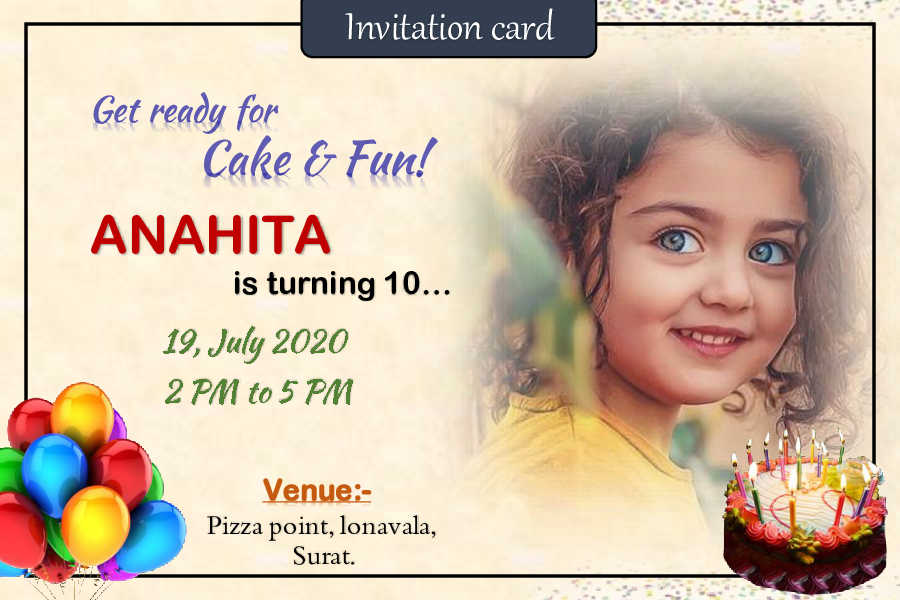 Invitation card
Get ready for
Cake & Fun!
ANAHITA
is turning 10...
19, July 2020
2 PM to 5 PM
Venue:-
Pizza point, lonavala,
Surat.